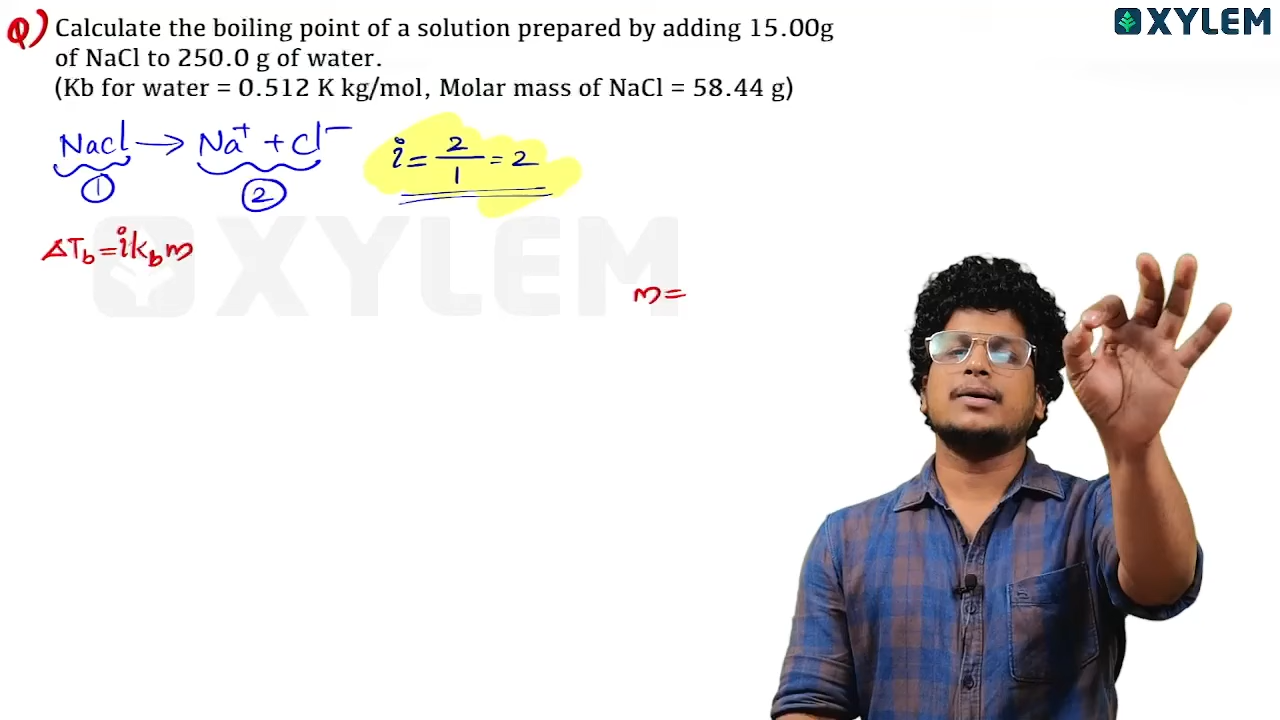 Q) Calculate the boiling point of a solution prepared by adding 15.00g
of NaCl to 250.0 g of water.
(Kb for water = 0.512 K kg/mol, Molar mass of NaCl = 58.44 g)
XYLEM
NaCl → Na⁺ + Cl⁻ i = 2/1 = 2
1 2
ΔTb = i kb m
XYLEM
m =